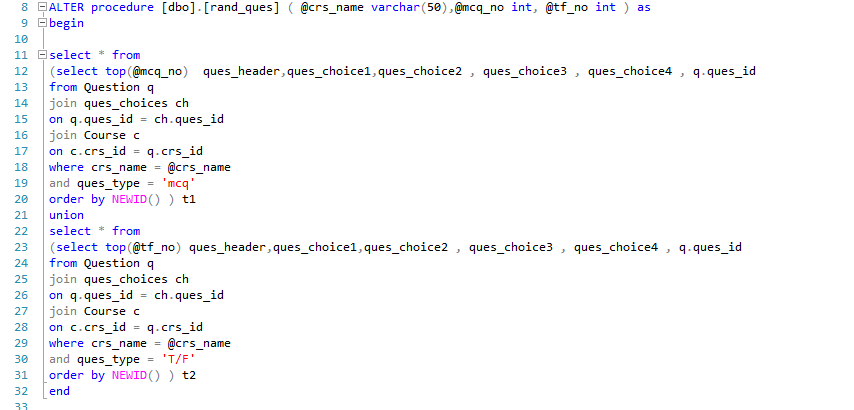 8 ALTER procedure [dbo].[rand_ques] ( @crs_name varchar(50),@mcq_no int, @tf_no int ) as
9 begin
10
11 select * from
12 (select top(@mcq_no)  ques_header,ques_choice1,ques_choice2 , ques_choice3 , ques_choice4 , q.ques_id
13 from Question q
14 join ques_choices ch
15 on q.ques_id = ch.ques_id
16 join Course c
17 on c.crs_id = q.crs_id
18 where crs_name = @crs_name
19 and ques_type = 'mcq'
20 order by NEWID() ) t1
21 union
22 select * from
23 (select top(@tf_no) ques_header,ques_choice1,ques_choice2 , ques_choice3 , ques_choice4 , q.ques_id
24 from Question q
25 join ques_choices ch
26 on q.ques_id = ch.ques_id
27 join Course c
28 on c.crs_id = q.crs_id
29 where crs_name = @crs_name
30 and ques_type = 'T/F'
31 order by NEWID() ) t2
32 end
33